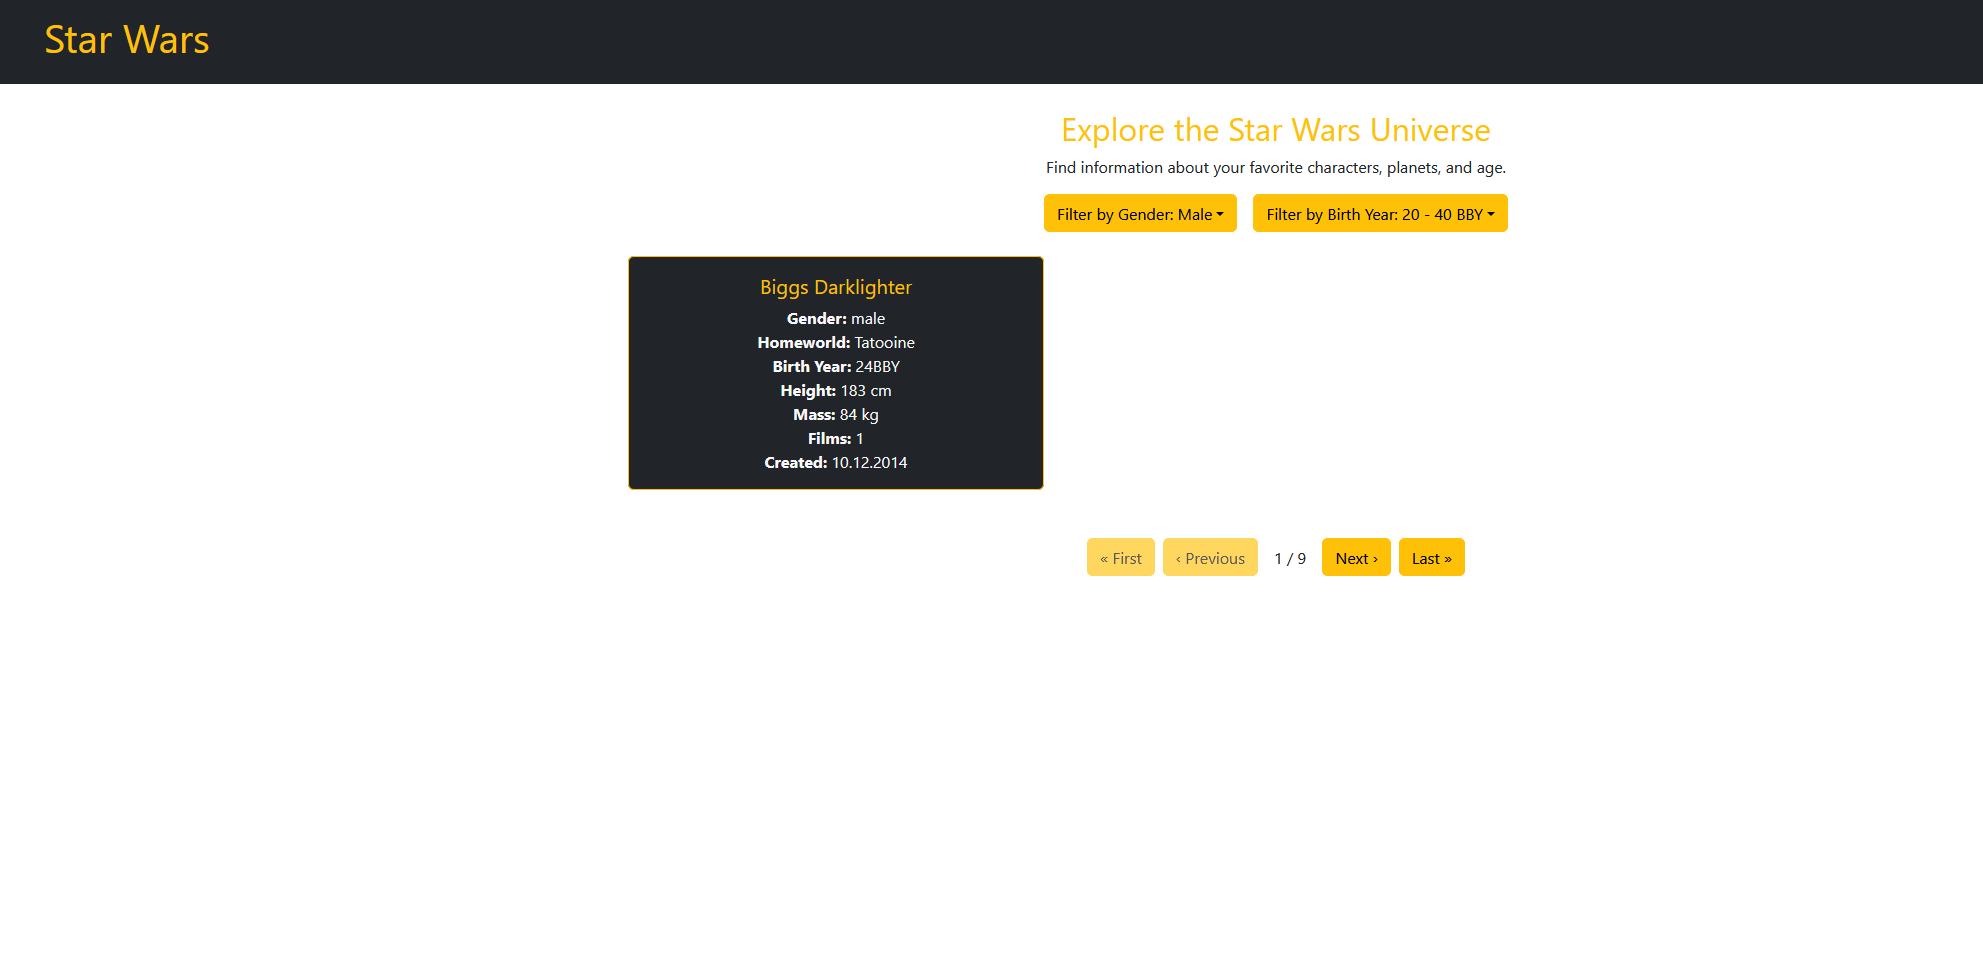 Star Wars
Explore the Star Wars Universe
Find information about your favorite characters, planets, and age.
Filter by Gender: Male
Filter by Birth Year: 20 - 40 BBY
Biggs Darklighter
Gender: male
Homeworld: Tatooine
Birth Year: 24BBY
Height: 183 cm
Mass: 84 kg
Films: 1
Created: 10.12.2014
« First ‹ Previous 1 / 9 Next › Last »